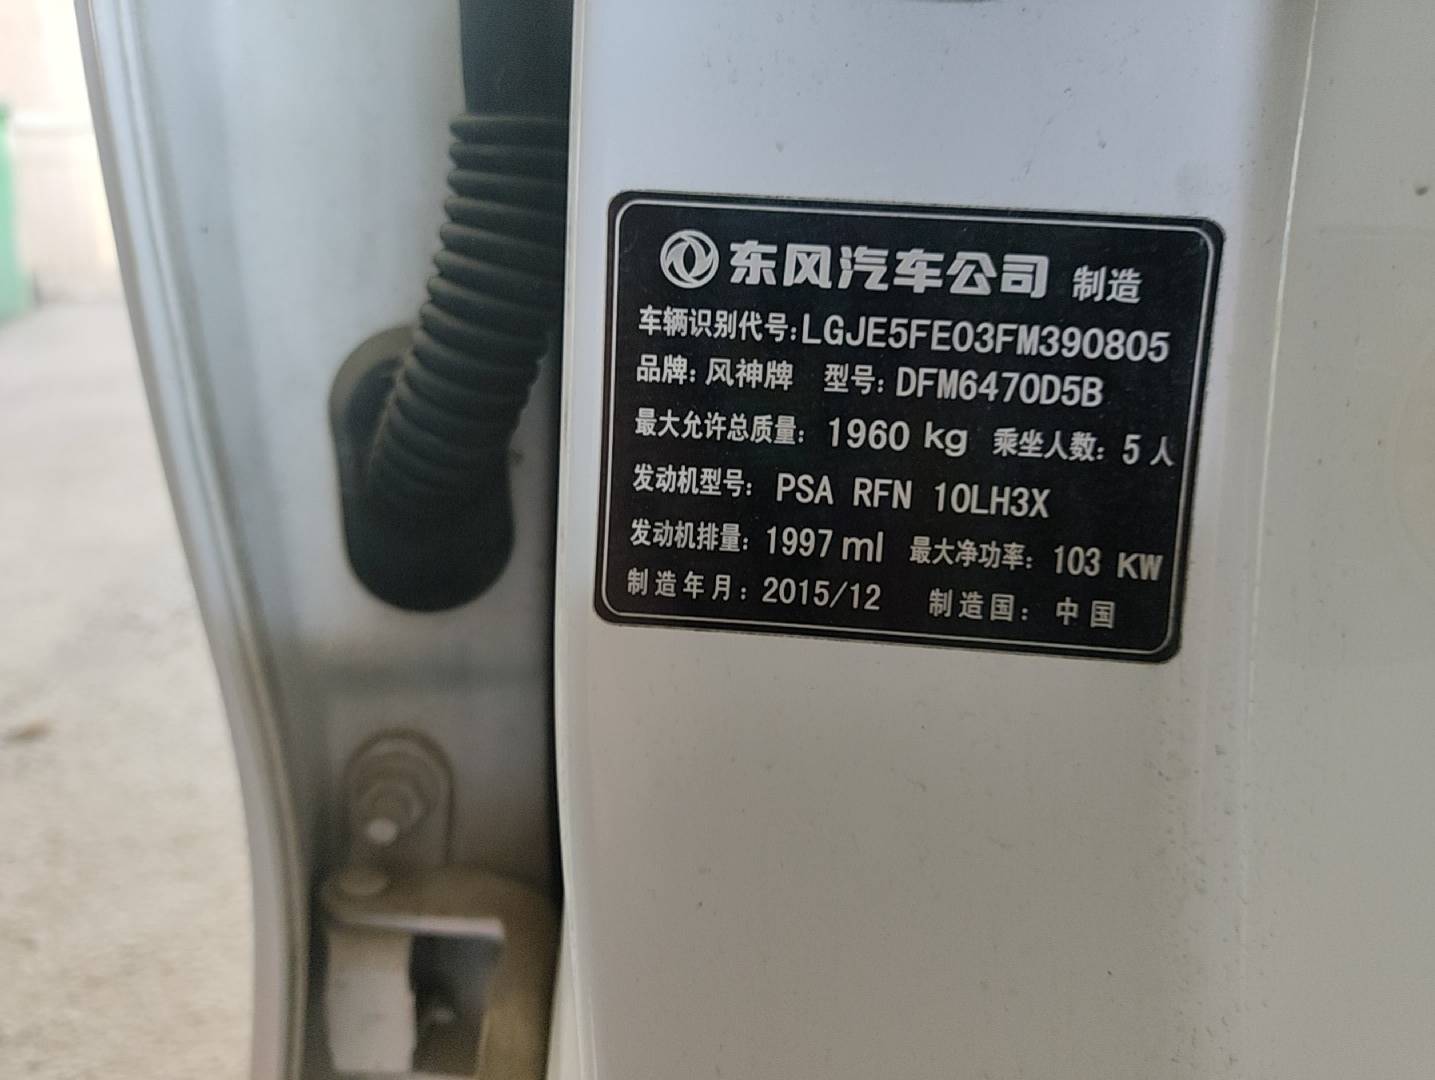 东风汽车公司 制造
车辆识别代号:LGJE5FE03FM390805
品牌: 风神牌 型号: DFM6470D5B
最大允许总质量: 1960 kg 乘坐人数: 5 人
发动机型号: PSA RFN 10LH3X
发动机排量: 1997 ml 最大净功率: 103 KW
制造年月: 2015/12 制造国: 中国